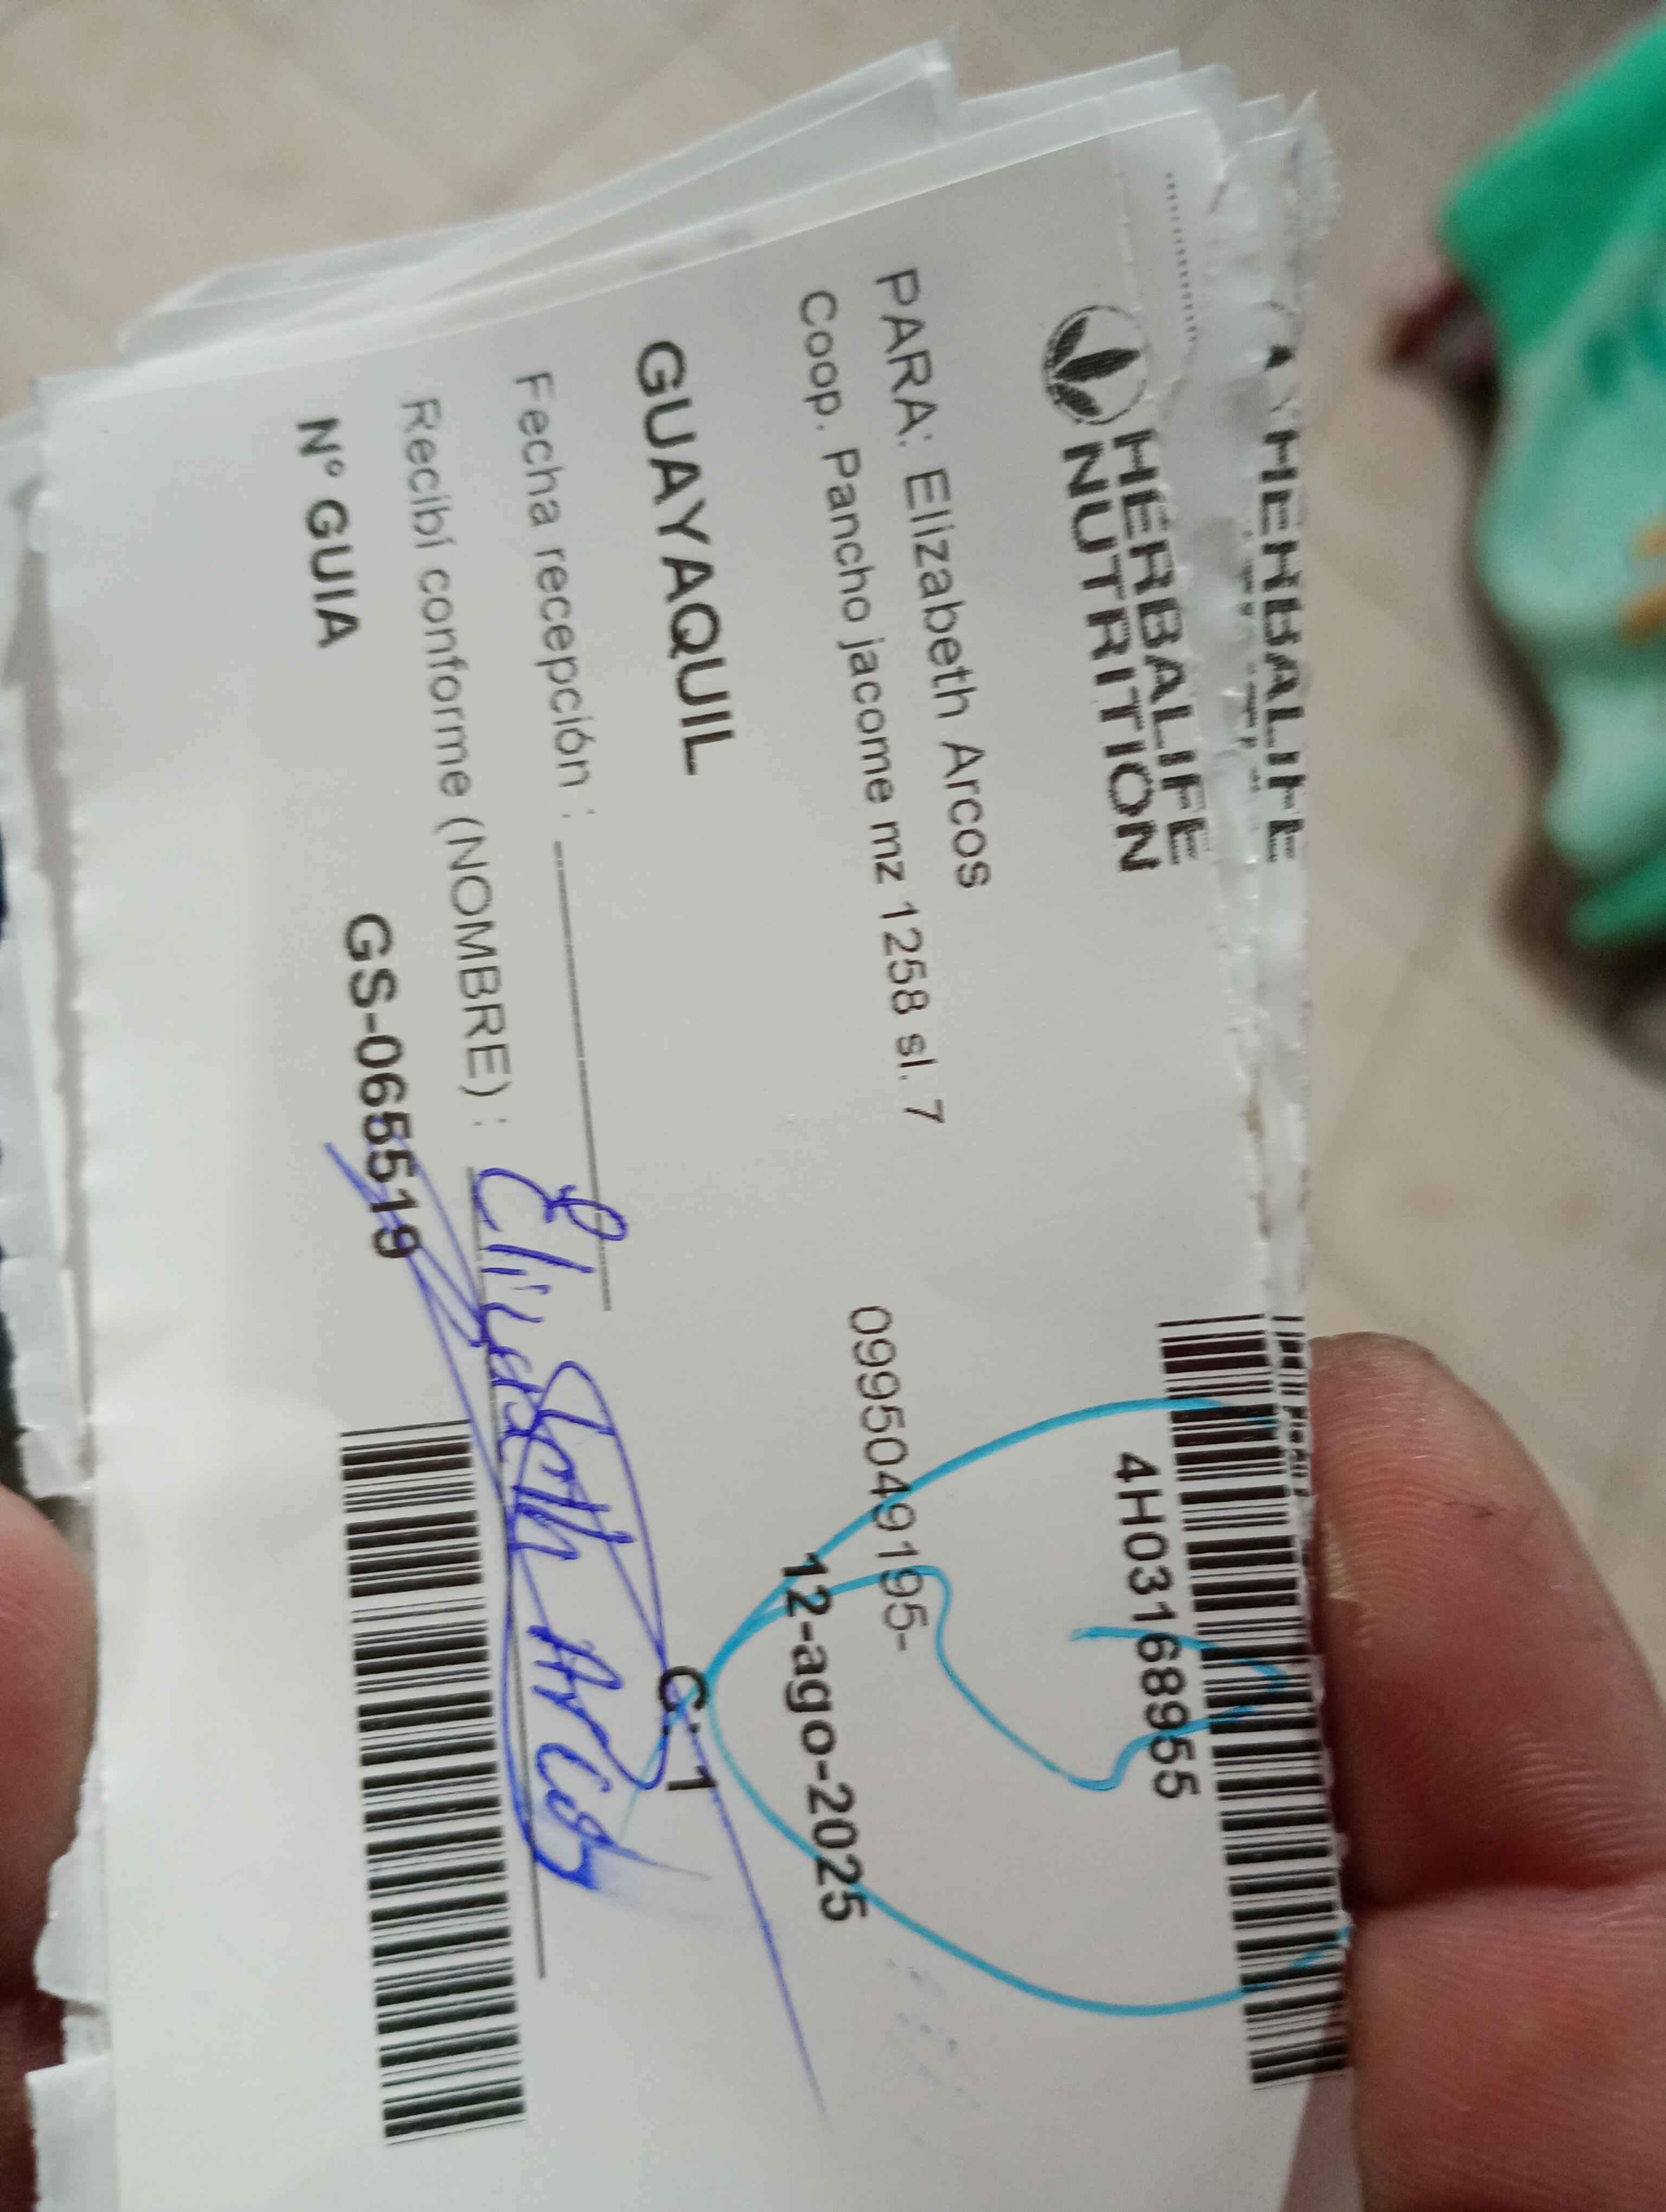 HERBALIFE
HERBALIFE
NUTRITION
4H03168955
PARA: Elizabeth Arcos
Coop. Pancho jacome mz 1258 sl. 7
0995049195-
12-ago-2025
GUAYAQUIL
C:1
Fecha recepción : 
Recibí conforme (NOMBRE) : Elizabeth Arcos
N° GUIA
GS-065519